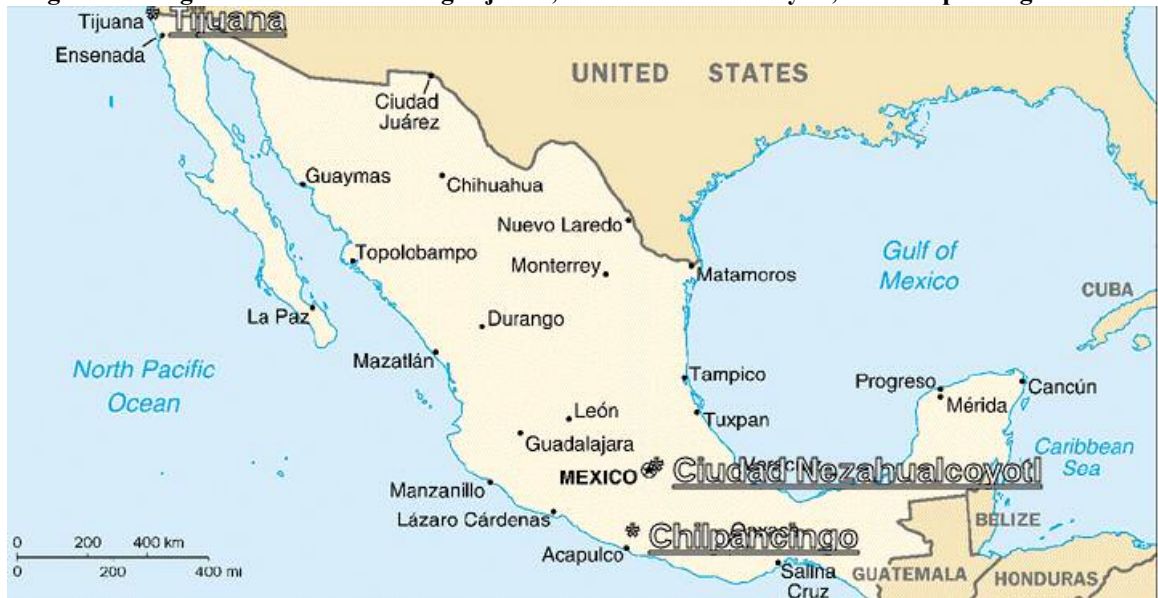 Tijuana
Tijuana
Ensenada
UNITED STATES
Ciudad
Juárez
Guaymas
Chihuahua
Nuevo Laredo
Topolobampo
Monterrey
Matamoros
Gulf of
Mexico
CUBA
La Paz
Durango
Mazatlán
North Pacific
Ocean
Tampico
Progreso
Cancún
Mérida
León
Tuxpan
Guadalajara
Caribbean
Sea
MEXICO
Ciudad Nezahualcoyotl
Manzanillo
Lázaro Cárdenas
BELIZE
Chilpancingo
Acapulco
0 200 400 km
0 200 400 mi
Salina
Cruz
GUATEMALA
HONDURAS